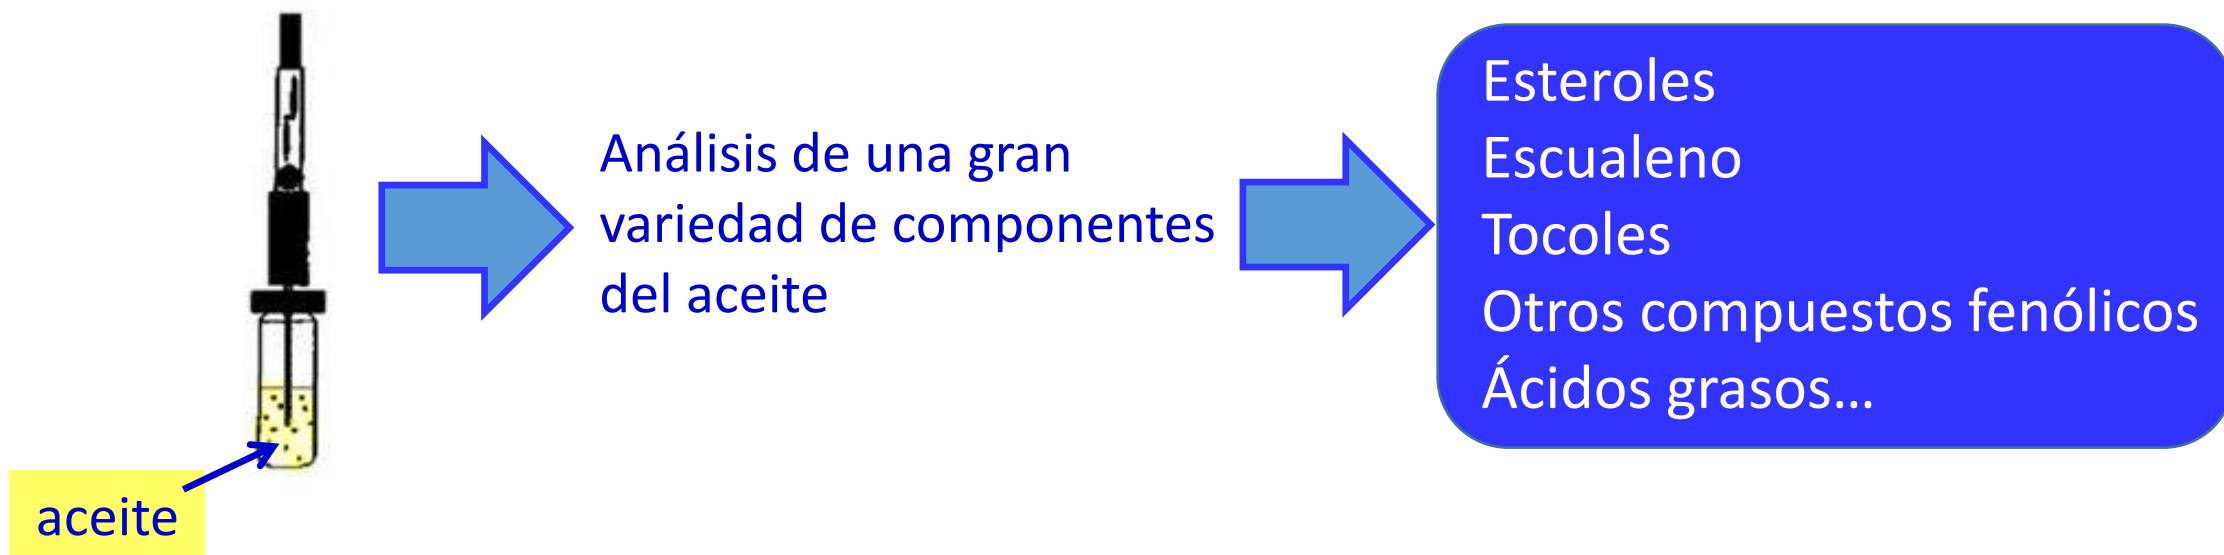 aceite
Análisis de una gran
variedad de componentes
del aceite
Esteroles
Escualeno
Tocoles
Otros compuestos fenólicos
Ácidos grasos...